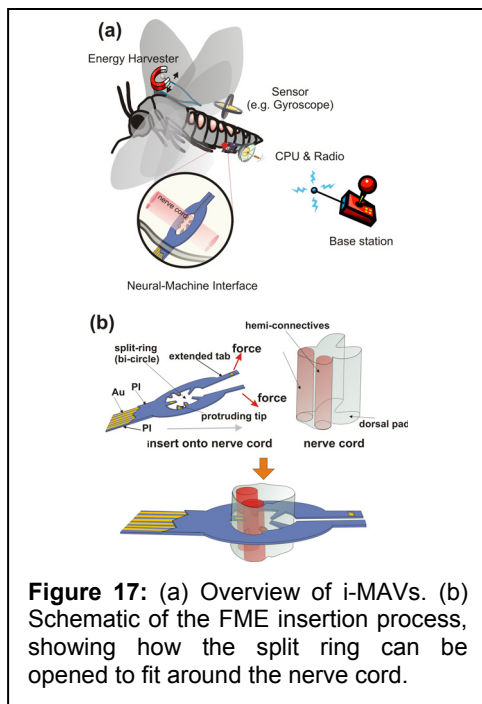 (a)
Energy Harvester
Sensor
(e.g. Gyroscope)
CPU & Radio
nerve cord
Base station
Neural-Machine Interface
(b)
hemi-connectives
split-ring
(bi-circle)
extended tab
force
Au
PI
force
protruding tip
dorsal pad
PI
insert onto nerve cord
nerve cord
Figure 17: (a) Overview of i-MAVs. (b)
Schematic of the FME insertion process,
showing how the split ring can be
opened to fit around the nerve cord.